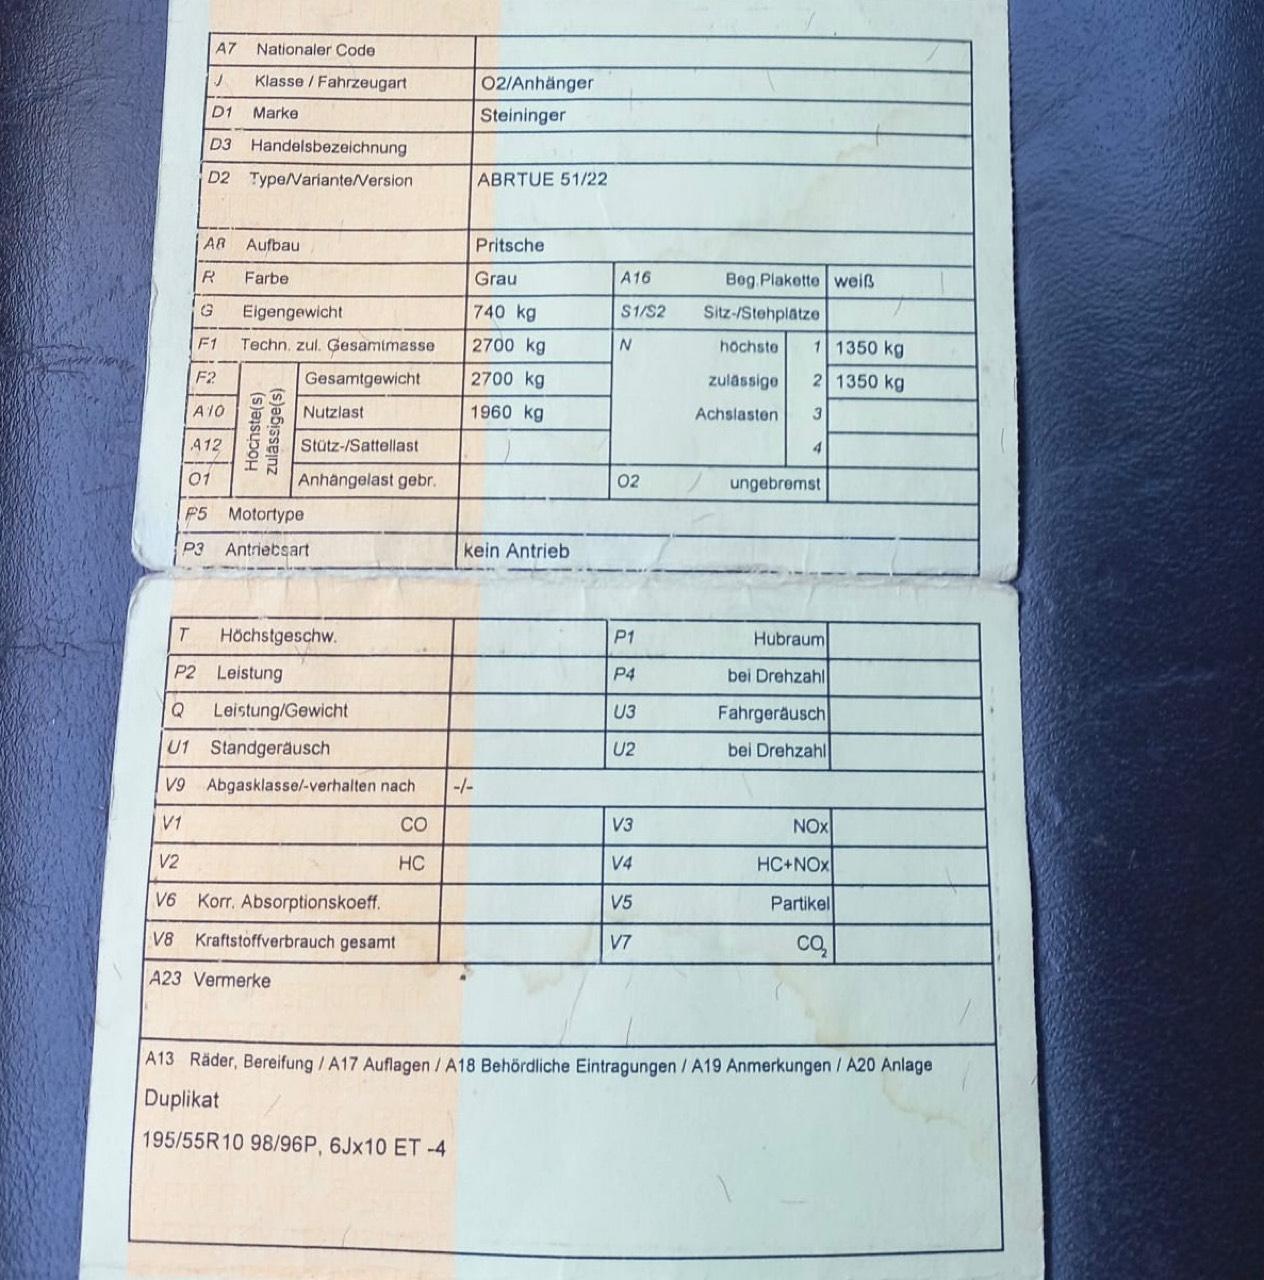 A7 Nationaler Code
J Klasse / Fahrzeugart O2/Anhänger
D1 Marke Steininger
D3 Handelsbezeichnung
D2 Type/Variante/Version ABRTUE 51/22
A8 Aufbau Pritsche
R Farbe Grau A16 Beg.Plakette weiß
G Eigengewicht 740 kg S1/S2 Sitz-/Stehplätze
F1 Techn. zul. Gesamtmasse 2700 kg N höchste 1 1350 kg
F2 Gesamtgewicht 2700 kg zulässige 2 1350 kg
Höchste(s) zulässige(s)
A10 Nutzlast 1960 kg Achslasten 3
A12 Stütz-/Sattellast 4
O1 Anhängelast gebr. O2 ungebremst
P5 Motortype
P3 Antriebsart kein Antrieb
T Höchstgeschw. P1 Hubraum
P2 Leistung P4 bei Drehzahl
Q Leistung/Gewicht U3 Fahrgeräusch
U1 Standgeräusch U2 bei Drehzahl
V9 Abgasklasse/-verhalten nach -/-
V1 CO V3 NOx
V2 HC V4 HC+NOx
V6 Korr. Absorptionskoeff. V5 Partikel
V8 Kraftstoffverbrauch gesamt V7 CO₂
A23 Vermerke
A13 Räder, Bereifung / A17 Auflagen / A18 Behördliche Eintragungen / A19 Anmerkungen / A20 Anlage
Duplikat
195/55R10 98/96P, 6Jx10 ET -4